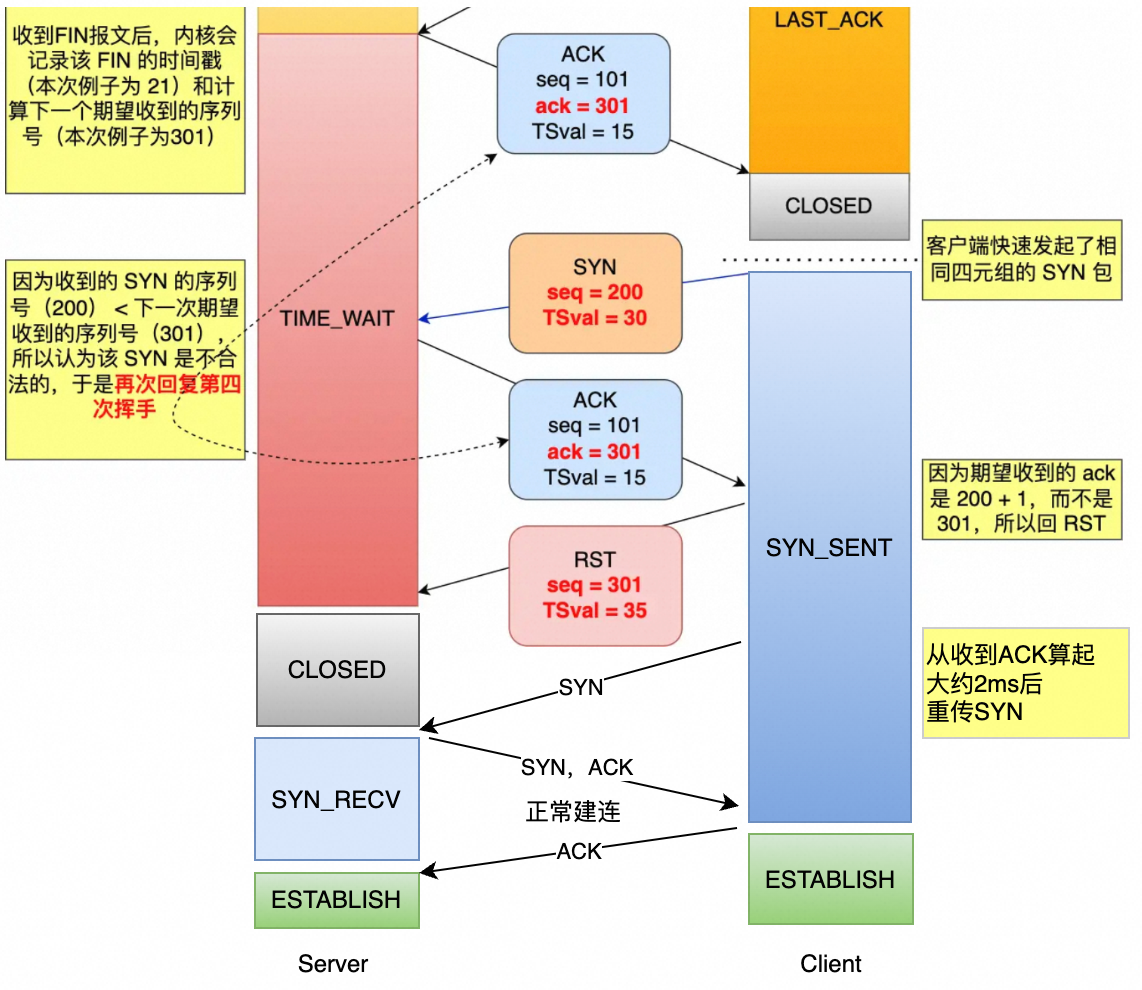 收到FIN报文后，内核会
记录该 FIN 的时间戳
（本次例子为 21）和计
算下一个期望收到的序列
号（本次例子为301）
ACK
seq = 101
ack = 301
TSval = 15
LAST_ACK
CLOSED
客户端快速发起了相
同四元组的 SYN 包
SYN
seq = 200
TSval = 30
因为收到的 SYN 的序列
号（200）＜下一次期望
收到的序列号（301），
所以认为该 SYN 是不合
法的，于是再次回复第四
次挥手
TIME_WAIT
ACK
seq = 101
ack = 301
TSval = 15
因为期望收到的 ack
是 200 + 1，而不是
301，所以回 RST
SYN_SENT
RST
seq = 301
TSval = 35
CLOSED
SYN
从收到ACK算起
大约2ms后
重传SYN
SYN，ACK
SYN_RECV
正常建连
ACK
ESTABLISH
ESTABLISH
Server
Client